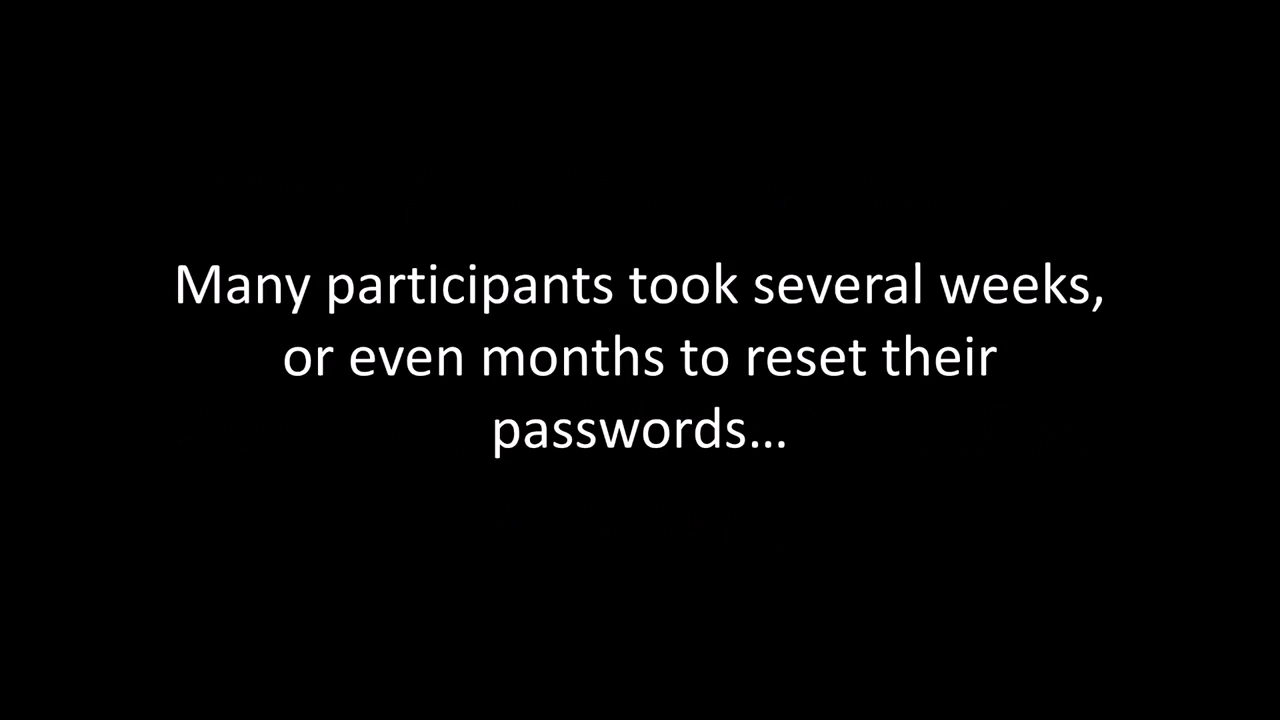 Many participants took several weeks,
or even months to reset their
passwords…